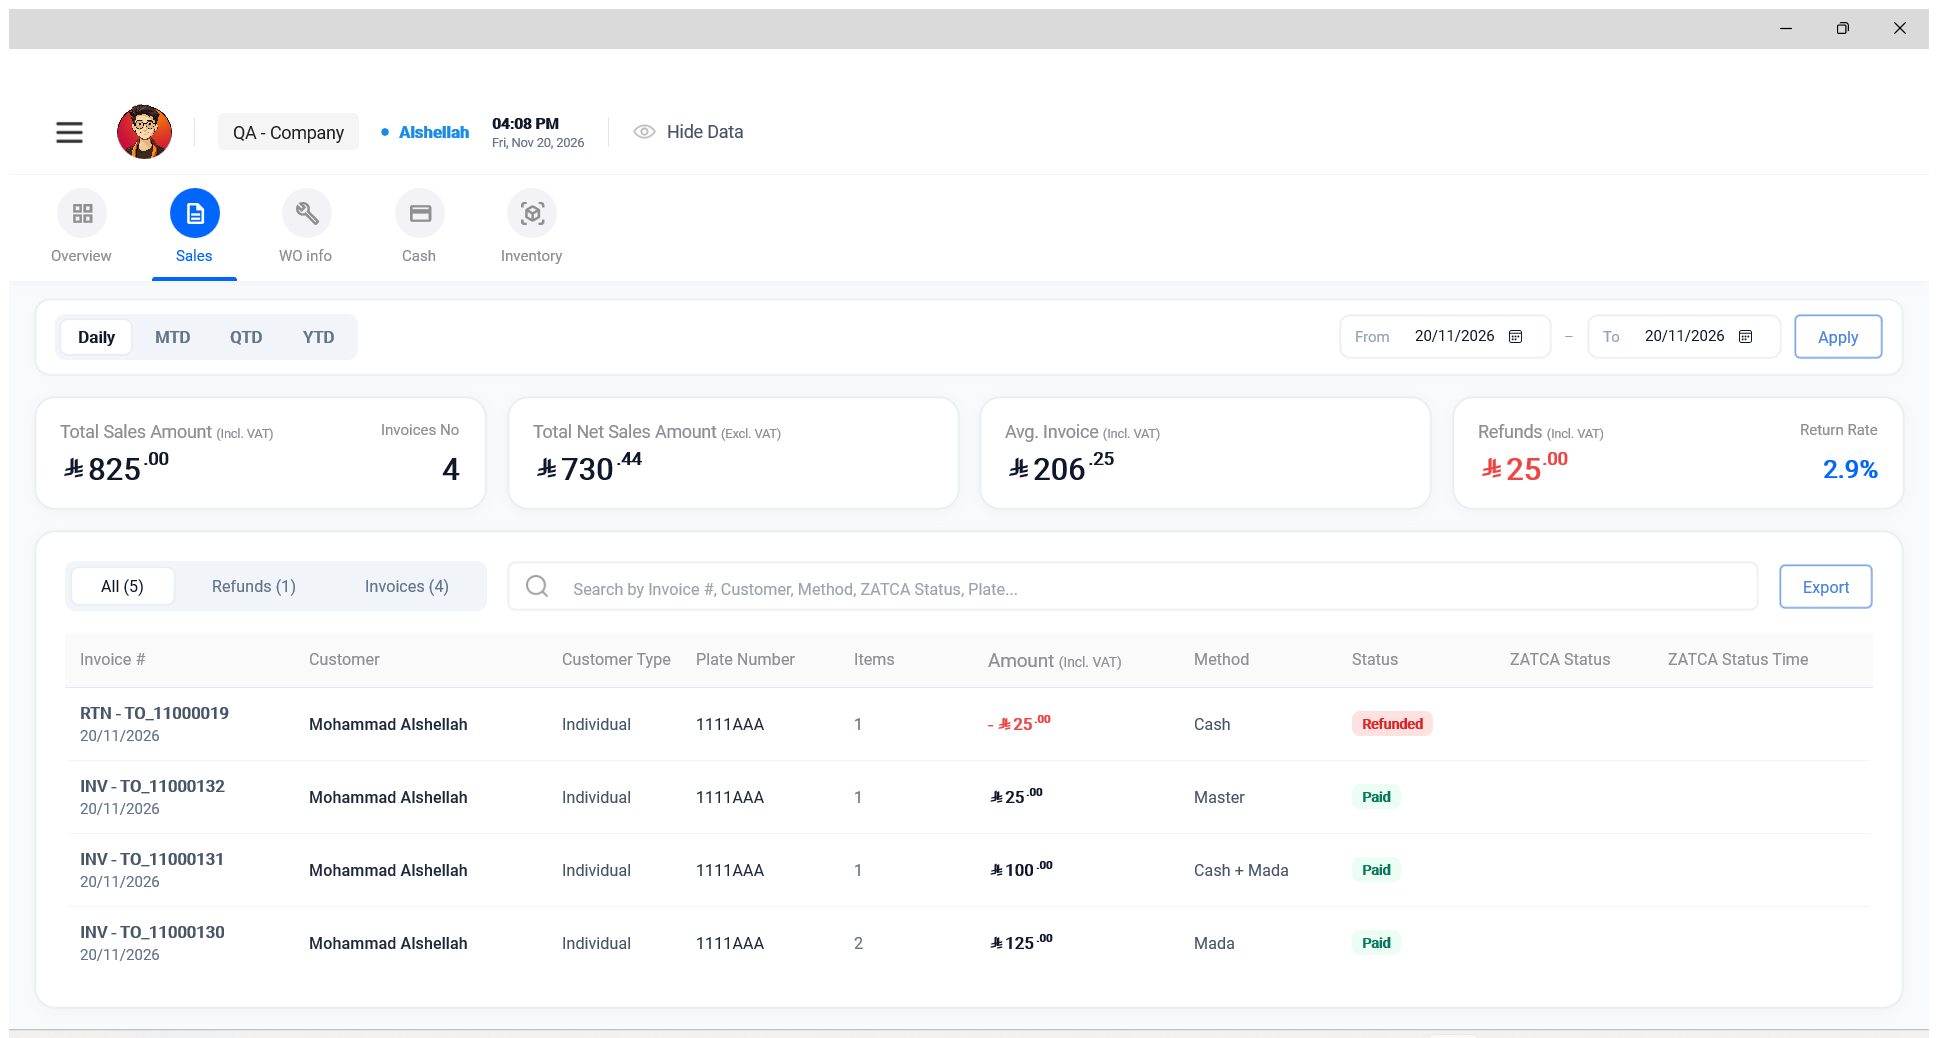 QA - Company
Alshellah
04:08 PM
Fri, Nov 20, 2026
Hide Data
Overview
Sales
WO info
Cash
Inventory
Daily MTD QTD YTD
From 20/11/2026 – To 20/11/2026 Apply
Total Sales Amount (Incl. VAT) Invoices No
825.00 4
Total Net Sales Amount (Excl. VAT)
730.44
Avg. Invoice (Incl. VAT)
206.25
Refunds (Incl. VAT) Return Rate
25.00 2.9%
All (5) Refunds (1) Invoices (4)
Search by Invoice #, Customer, Method, ZATCA Status, Plate...
Export
Invoice # Customer Customer Type Plate Number Items Amount (Incl. VAT) Method Status ZATCA Status ZATCA Status Time
RTN - TO_11000019
20/11/2026
Mohammad Alshellah Individual 1111AAA 1 - 25.00 Cash Refunded
INV - TO_11000132
20/11/2026
Mohammad Alshellah Individual 1111AAA 1 25.00 Master Paid
INV - TO_11000131
20/11/2026
Mohammad Alshellah Individual 1111AAA 1 100.00 Cash + Mada Paid
INV - TO_11000130
20/11/2026
Mohammad Alshellah Individual 1111AAA 2 125.00 Mada Paid